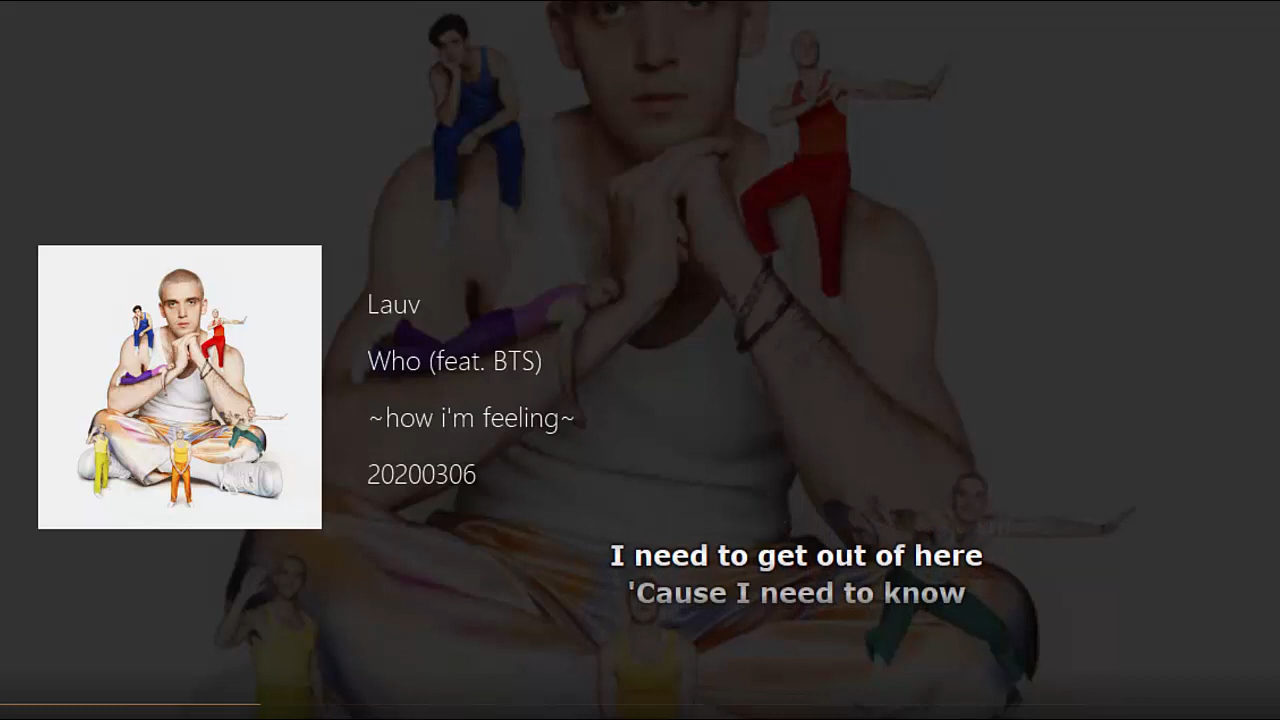 Lauv
Who (feat. BTS)
~how i'm feeling~
20200306
I need to get out of here
'Cause I need to know